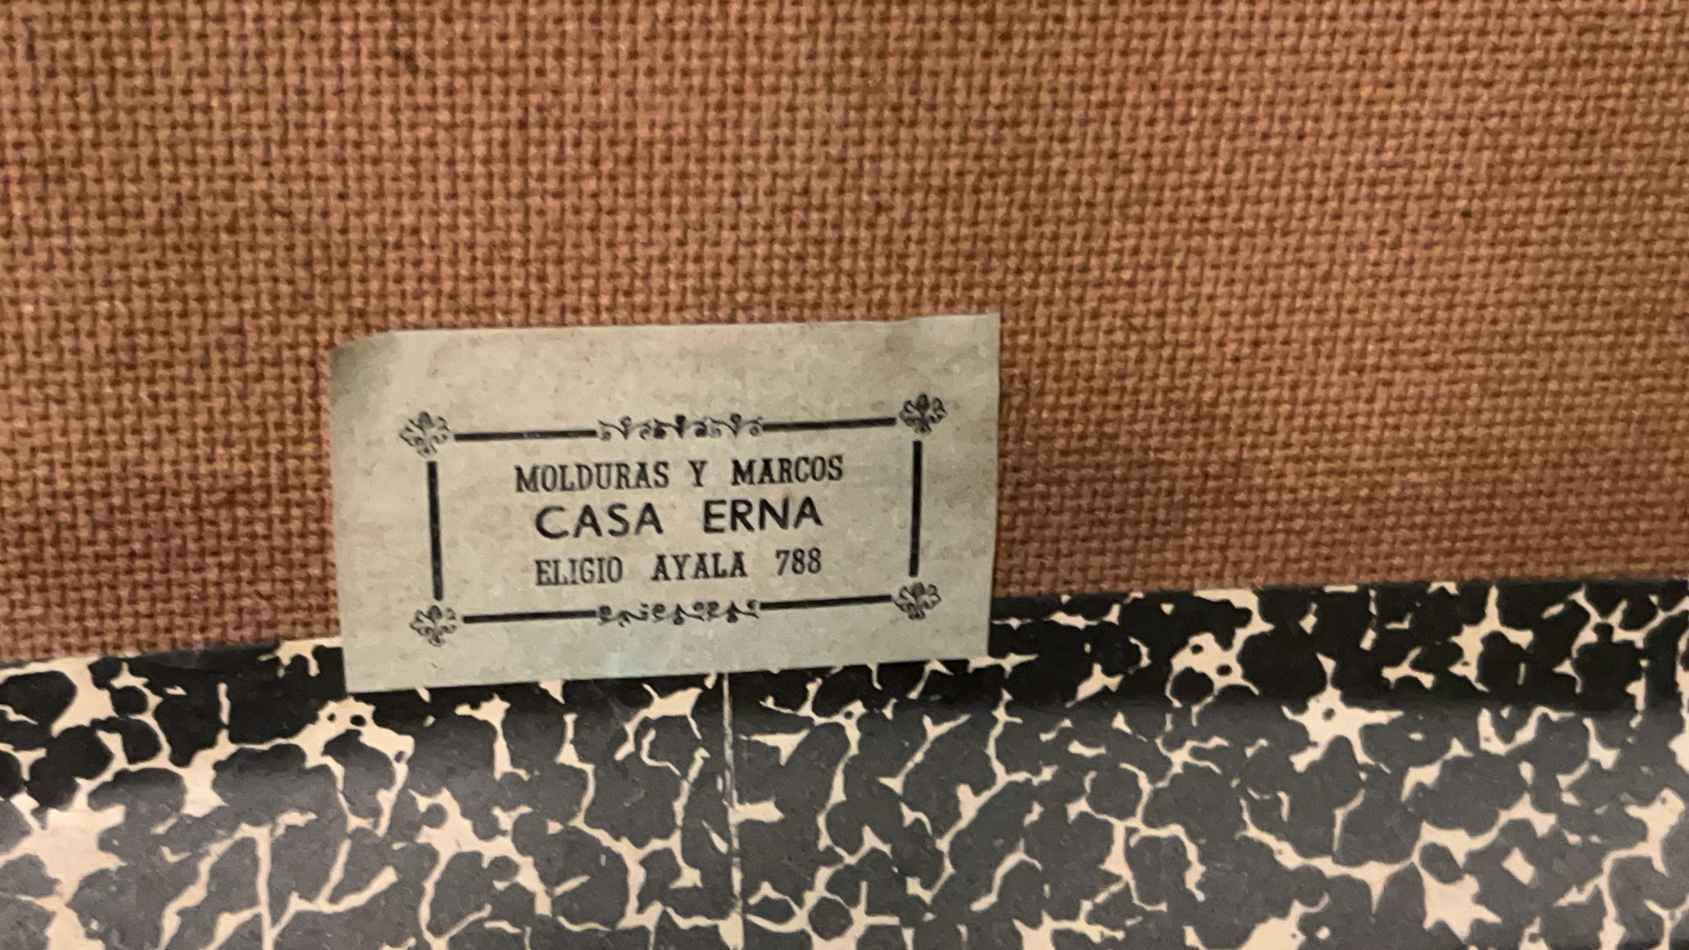 MOLDURAS Y MARCOS
CASA ERNA
ELIGIO AYALA 788